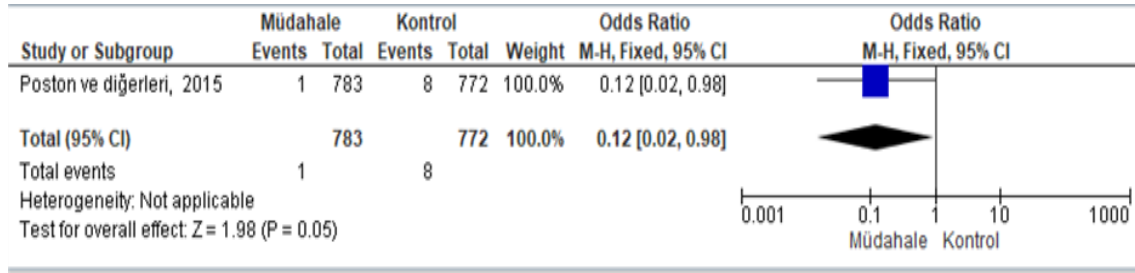 Müdahale Kontrol Odds Ratio Odds Ratio
Study or Subgroup Events Total Events Total Weight M-H, Fixed, 95% CI M-H, Fixed, 95% CI
Poston ve diğerleri, 2015 1 783 8 772 100.0% 0.12 [0.02, 0.98]
Total (95% CI) 783 772 100.0% 0.12 [0.02, 0.98]
Total events 1 8
Heterogeneity: Not applicable
Test for overall effect: Z = 1.98 (P = 0.05)
0.001 0.1 1 10 1000
Müdahale Kontrol